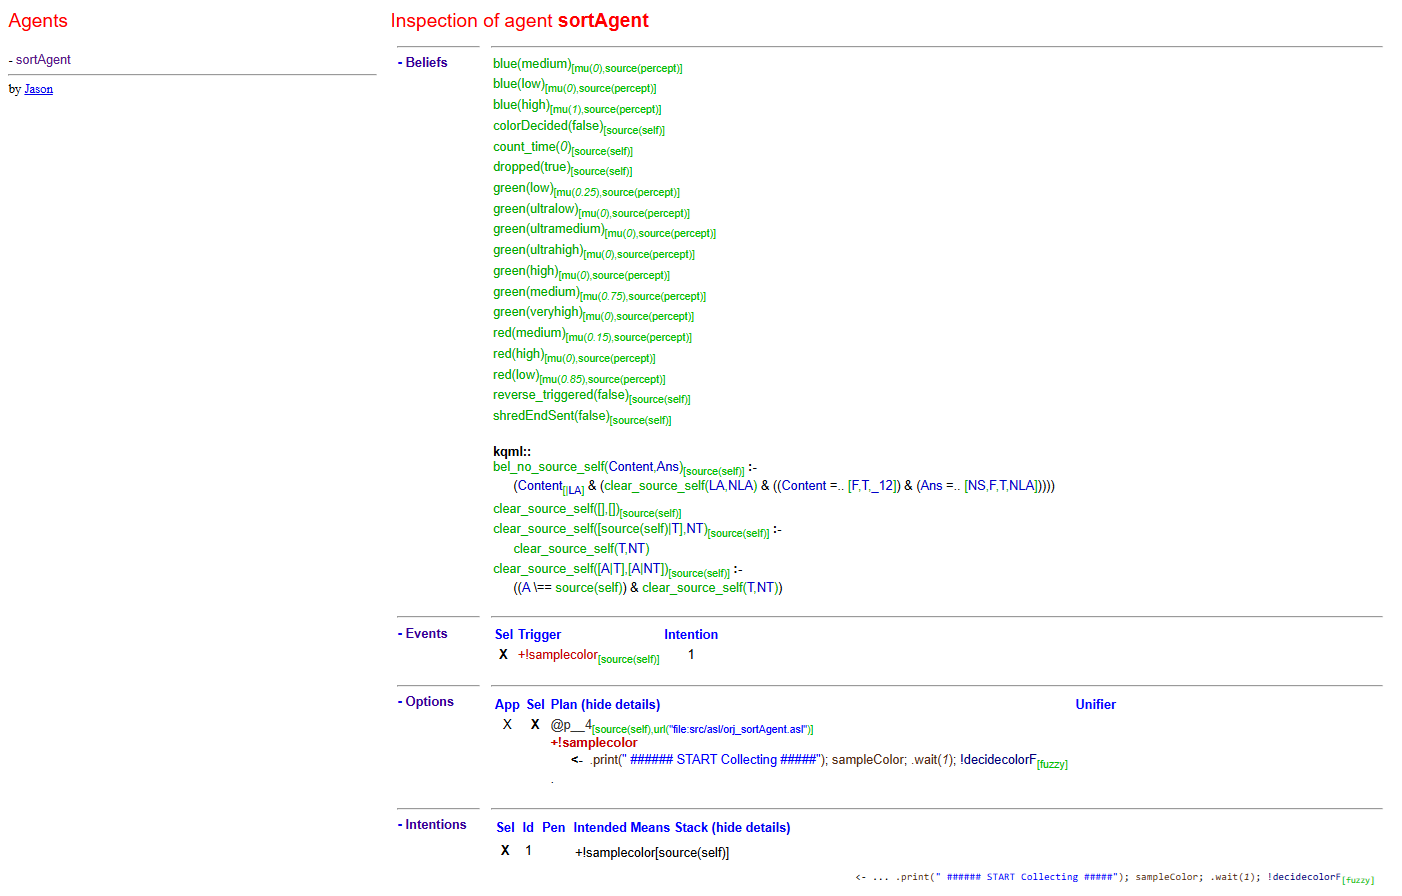 Agents
- sortAgent
by Jason
Inspection of agent sortAgent
- Beliefs
blue(medium)[mu(0),source(percept)]
blue(low)[mu(0),source(percept)]
blue(high)[mu(1),source(percept)]
colorDecided(false)[source(self)]
count_time(0)[source(self)]
dropped(true)[source(self)]
green(low)[mu(0.25),source(percept)]
green(ultralow)[mu(0),source(percept)]
green(ultramedium)[mu(0),source(percept)]
green(ultrahigh)[mu(0),source(percept)]
green(high)[mu(0),source(percept)]
green(medium)[mu(0.75),source(percept)]
green(veryhigh)[mu(0),source(percept)]
red(medium)[mu(0.15),source(percept)]
red(high)[mu(0),source(percept)]
red(low)[mu(0.85),source(percept)]
reverse_triggered(false)[source(self)]
shredEndSent(false)[source(self)]
kqml::
bel_no_source_self(Content,Ans)[source(self)] :-
(Content[|LA] & (clear_source_self(LA,NLA) & ((Content =.. [F,T,_12]) & (Ans =.. [NS,F,T,NLA]))))
clear_source_self([],[])[source(self)]
clear_source_self([source(self)|T],NT)[source(self)] :-
clear_source_self(T,NT)
clear_source_self([A|T],[A|NT])[source(self)] :-
((A \== source(self)) & clear_source_self(T,NT))
- Events
Sel Trigger Intention
X +!samplecolor[source(self)] 1
- Options
App Sel Plan (hide details) Unifier
X X @p__4[source(self),url("file:src/asl/orj_sortAgent.asl")]
+!samplecolor
<- .print(" ###### START Collecting #####"); sampleColor; .wait(1); !decidecolorF[fuzzy]
.
- Intentions
Sel Id Pen Intended Means Stack (hide details)
X 1 +!samplecolor[source(self)]
<- ... .print(" ###### START Collecting #####"); sampleColor; .wait(1); !decidecolorF[fuzzy]